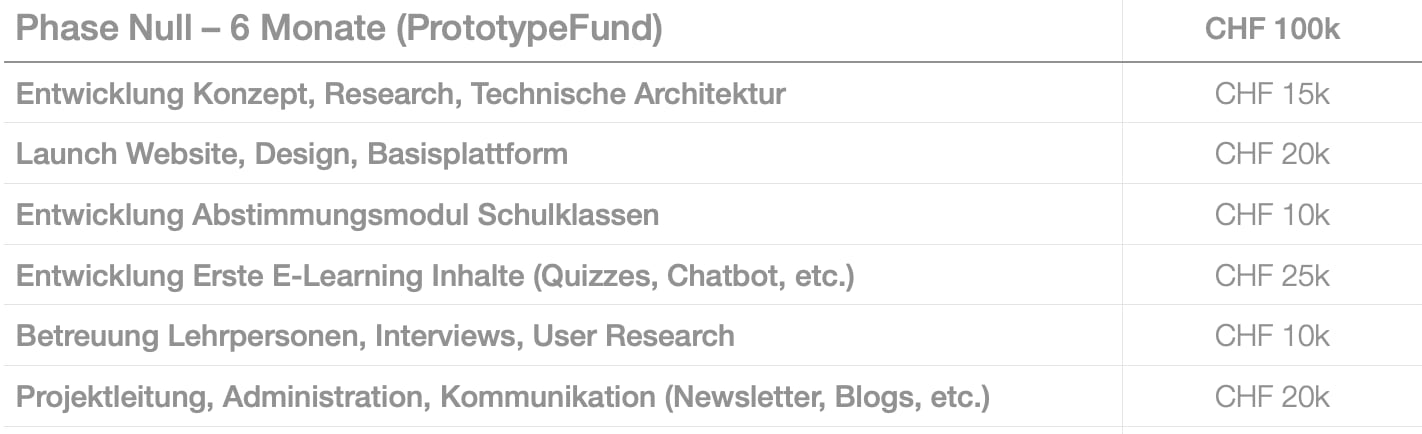 Phase Null – 6 Monate (PrototypeFund) CHF 100k
Entwicklung Konzept, Research, Technische Architektur CHF 15k
Launch Website, Design, Basisplattform CHF 20k
Entwicklung Abstimmungsmodul Schulklassen CHF 10k
Entwicklung Erste E-Learning Inhalte (Quizzes, Chatbot, etc.) CHF 25k
Betreuung Lehrpersonen, Interviews, User Research CHF 10k
Projektleitung, Administration, Kommunikation (Newsletter, Blogs, etc.) CHF 20k